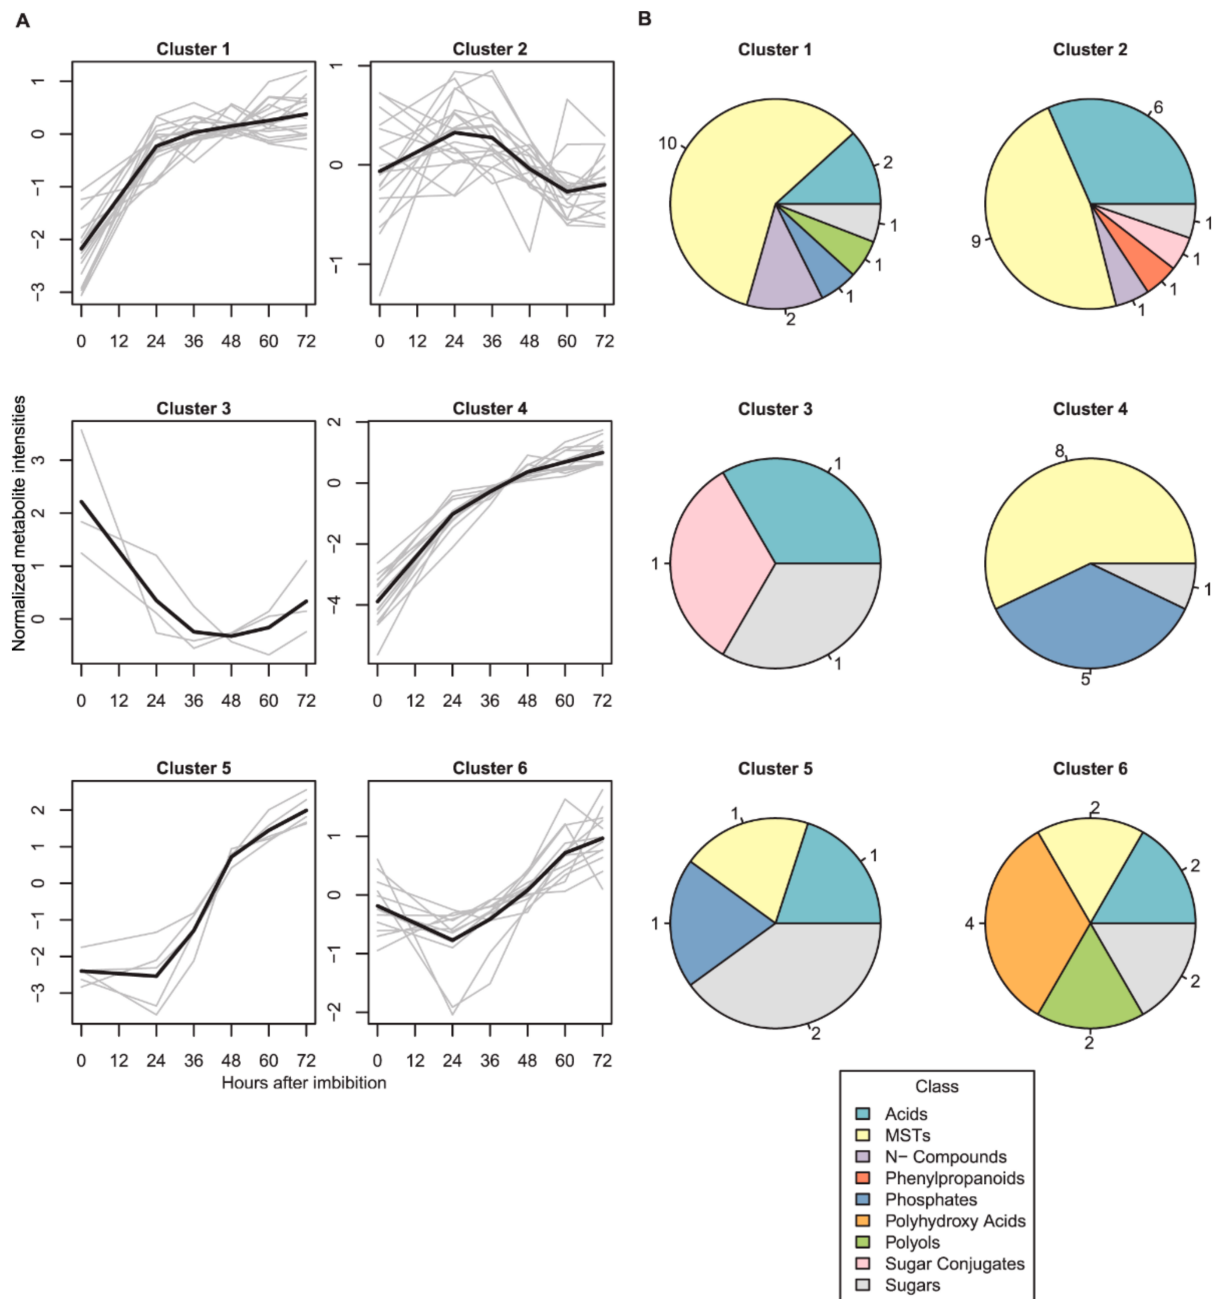 A
B
Cluster 1
Cluster 2
Cluster 1
Cluster 2
1
0
−1
−2
−3
0 12 24 36 48 60 72
1
0
−1
0 12 24 36 48 60 72
10
2
1
1
1
2
6
9
1
1
1
1
Cluster 3
Cluster 4
Cluster 3
Cluster 4
Normalized metabolite intensities
3
2
1
0
0 12 24 36 48 60 72
2
0
−2
−4
0 12 24 36 48 60 72
1
1
1
8
1
5
Cluster 5
Cluster 6
Cluster 5
Cluster 6
2
1
0
−1
−2
−3
0 12 24 36 48 60 72
1
0
−1
−2
0 12 24 36 48 60 72
Hours after imbibition
1
1
1
2
2
2
4
2
2
Class
Acids
MSTs
N− Compounds
Phenylpropanoids
Phosphates
Polyhydroxy Acids
Polyols
Sugar Conjugates
Sugars